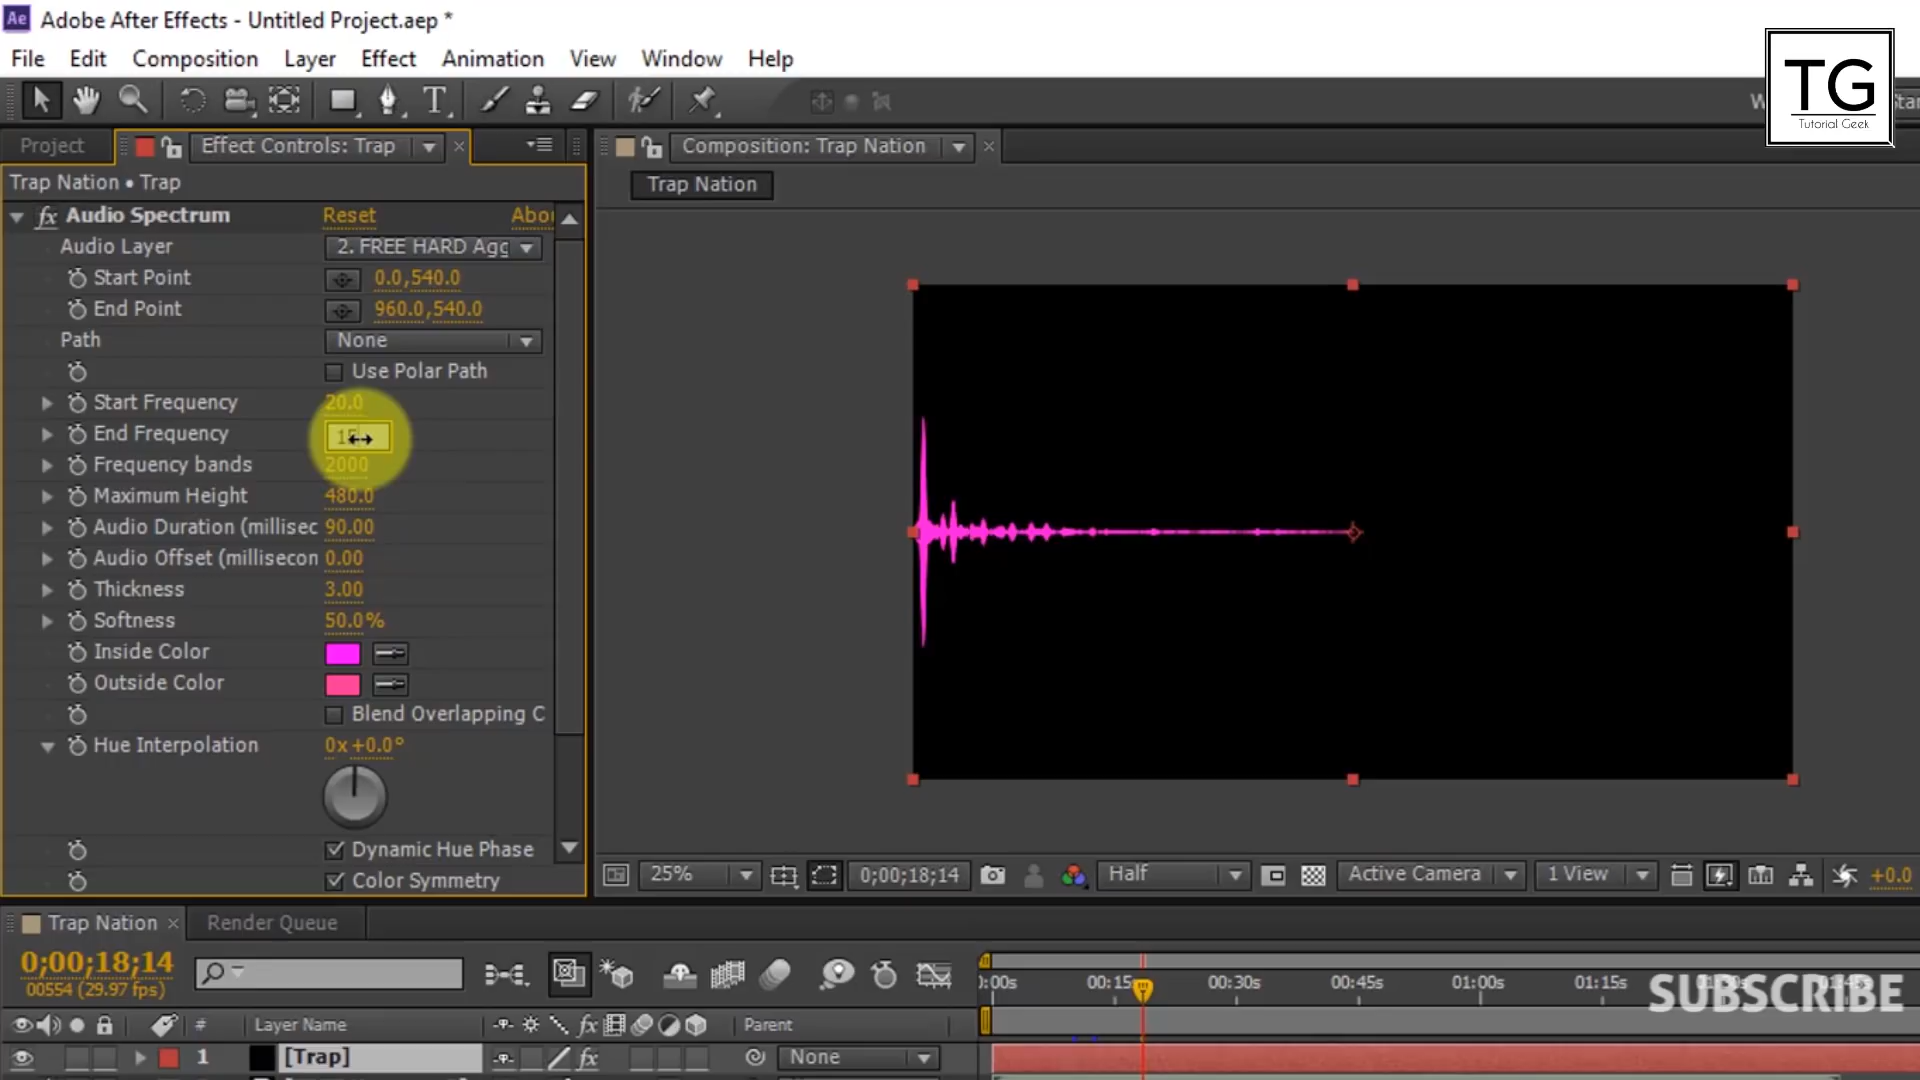 Adobe After Effects - Untitled Project.aep *
File Edit Composition Layer Effect Animation View Window Help
TG
Tutorial Geek
Project Effect Controls: Trap
Composition: Trap Nation
Trap Nation • Trap
Trap Nation
fx Audio Spectrum Reset
Audio Layer 2. FREE HARD Agg
Start Point 0.0,540.0
End Point 960.0,540.0
Path None
Use Polar Path
Start Frequency 20.0
End Frequency
Frequency bands 2000
Maximum Height 480.0
Audio Duration (millisec 90.00
Audio Offset (millisecon 0.00
Thickness 3.00
Softness 50.0%
Inside Color
Outside Color
Blend Overlapping C
Hue Interpolation 0x+0.0°
Dynamic Hue Phase
Color Symmetry
25% 0;00;18;14 Half Active Camera 1 View +0.0
Trap Nation Render Queue
0;00;18;14
00554 (29.97 fps)
:00s 00:15 00:30s 00:45s 01:00s 01:15s
SUBSCRIBE
# Layer Name fx Parent
1 [Trap] fx None